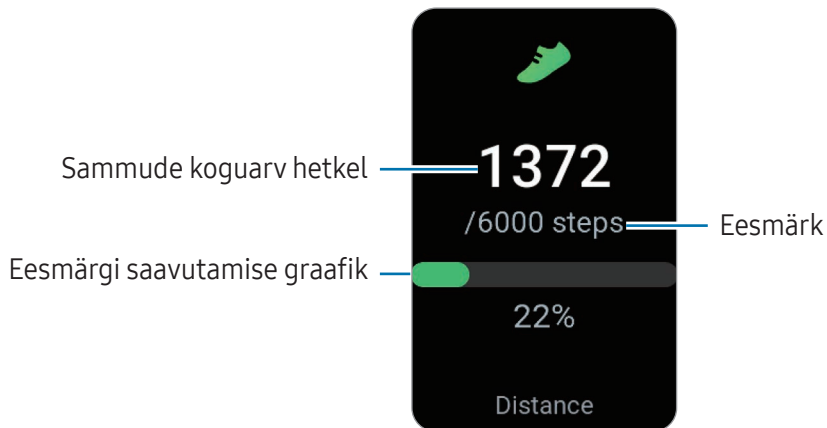 Sammude koguarv hetkel
1372
/6000 steps
Eesmärk
Eesmärgi saavutamise graafik
22%
Distance